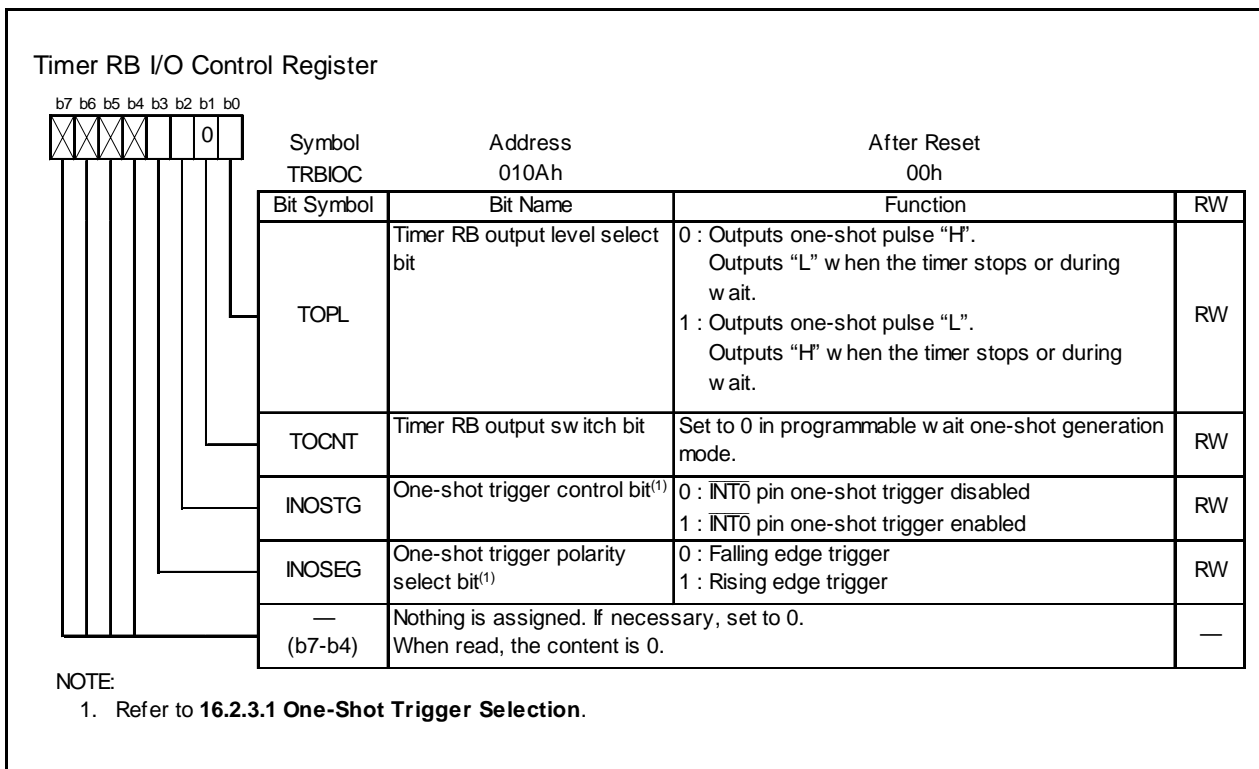 Timer RB I/O Control Register
b7 b6 b5 b4 b3 b2 b1 b0
0
Symbol Address After Reset
TRBIOC 010Ah 00h
Bit Symbol Bit Name Function RW
TOPL
Timer RB output level select
bit
0 : Outputs one-shot pulse “H”.
Outputs “L” w hen the timer stops or during
w ait.
1 : Outputs one-shot pulse “L”.
Outputs “H” w hen the timer stops or during
w ait.
RW
TOCNT
Timer RB output sw itch bit
Set to 0 in programmable w ait one-shot generation
mode.
RW
INOSTG
One-shot trigger control bit(1)
0 : INT0 pin one-shot trigger disabled
1 : INT0 pin one-shot trigger enabled
RW
INOSEG
One-shot trigger polarity
select bit(1)
0 : Falling edge trigger
1 : Rising edge trigger
RW
—
(b7-b4)
Nothing is assigned. If necessary, set to 0.
When read, the content is 0.
—
NOTE:
1. Refer to 16.2.3.1 One-Shot Trigger Selection.